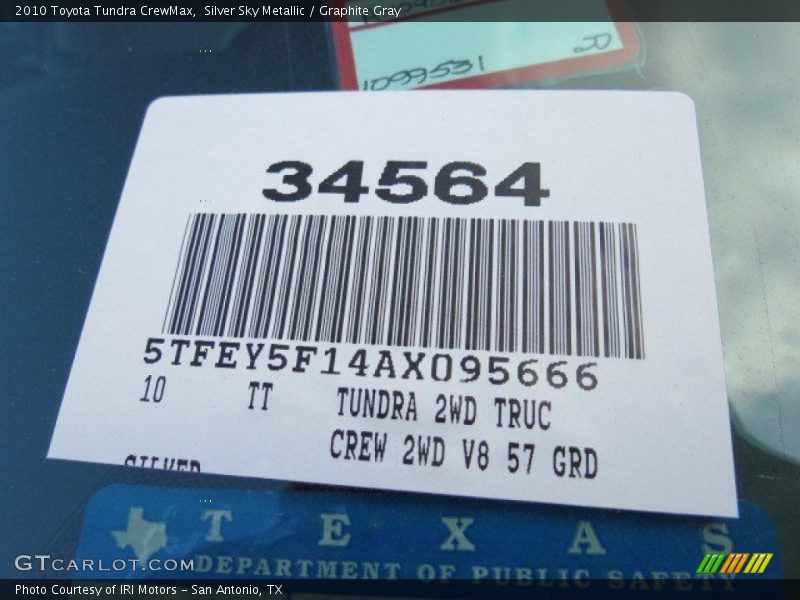 2010 Toyota Tundra CrewMax, Silver Sky Metallic / Graphite Gray
1099531
34564
5TFEY5F14AX095666
10 TT TUNDRA 2WD TRUC
CREW 2WD V8 57 GRD
SILVER
TEXAS
DEPARTMENT OF PUBLIC SAFETY
GTCARLOT.COM
Photo Courtesy of IRI Motors – San Antonio, TX